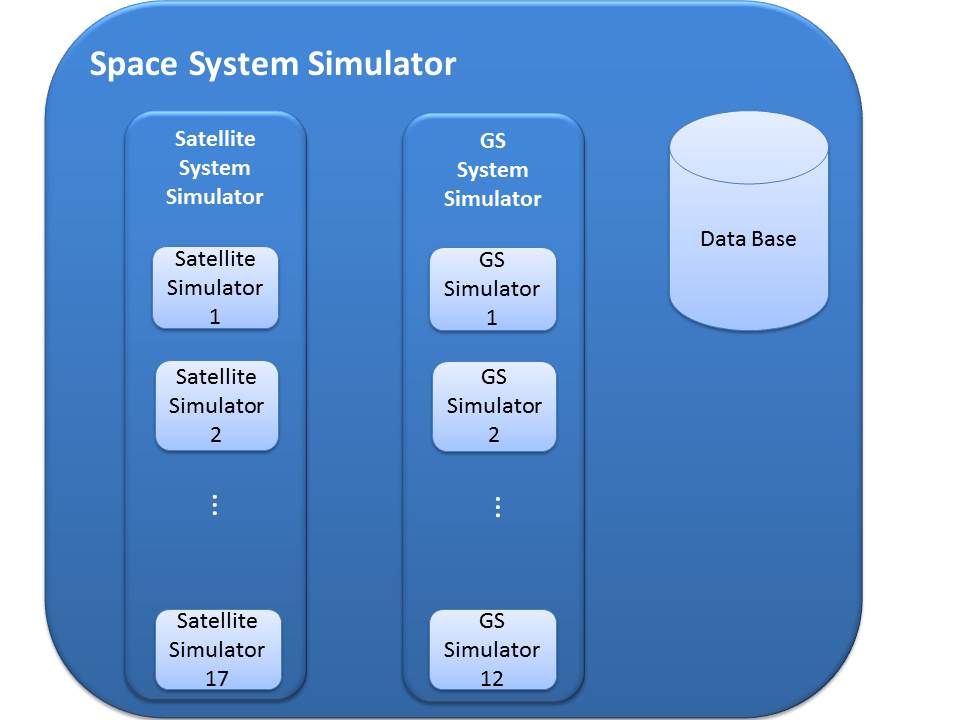 Space System Simulator
Satellite
System
Simulator
Satellite
Simulator
1
Satellite
Simulator
2
...
Satellite
Simulator
17
GS
System
Simulator
GS
Simulator
1
GS
Simulator
2
...
GS
Simulator
12
Data Base